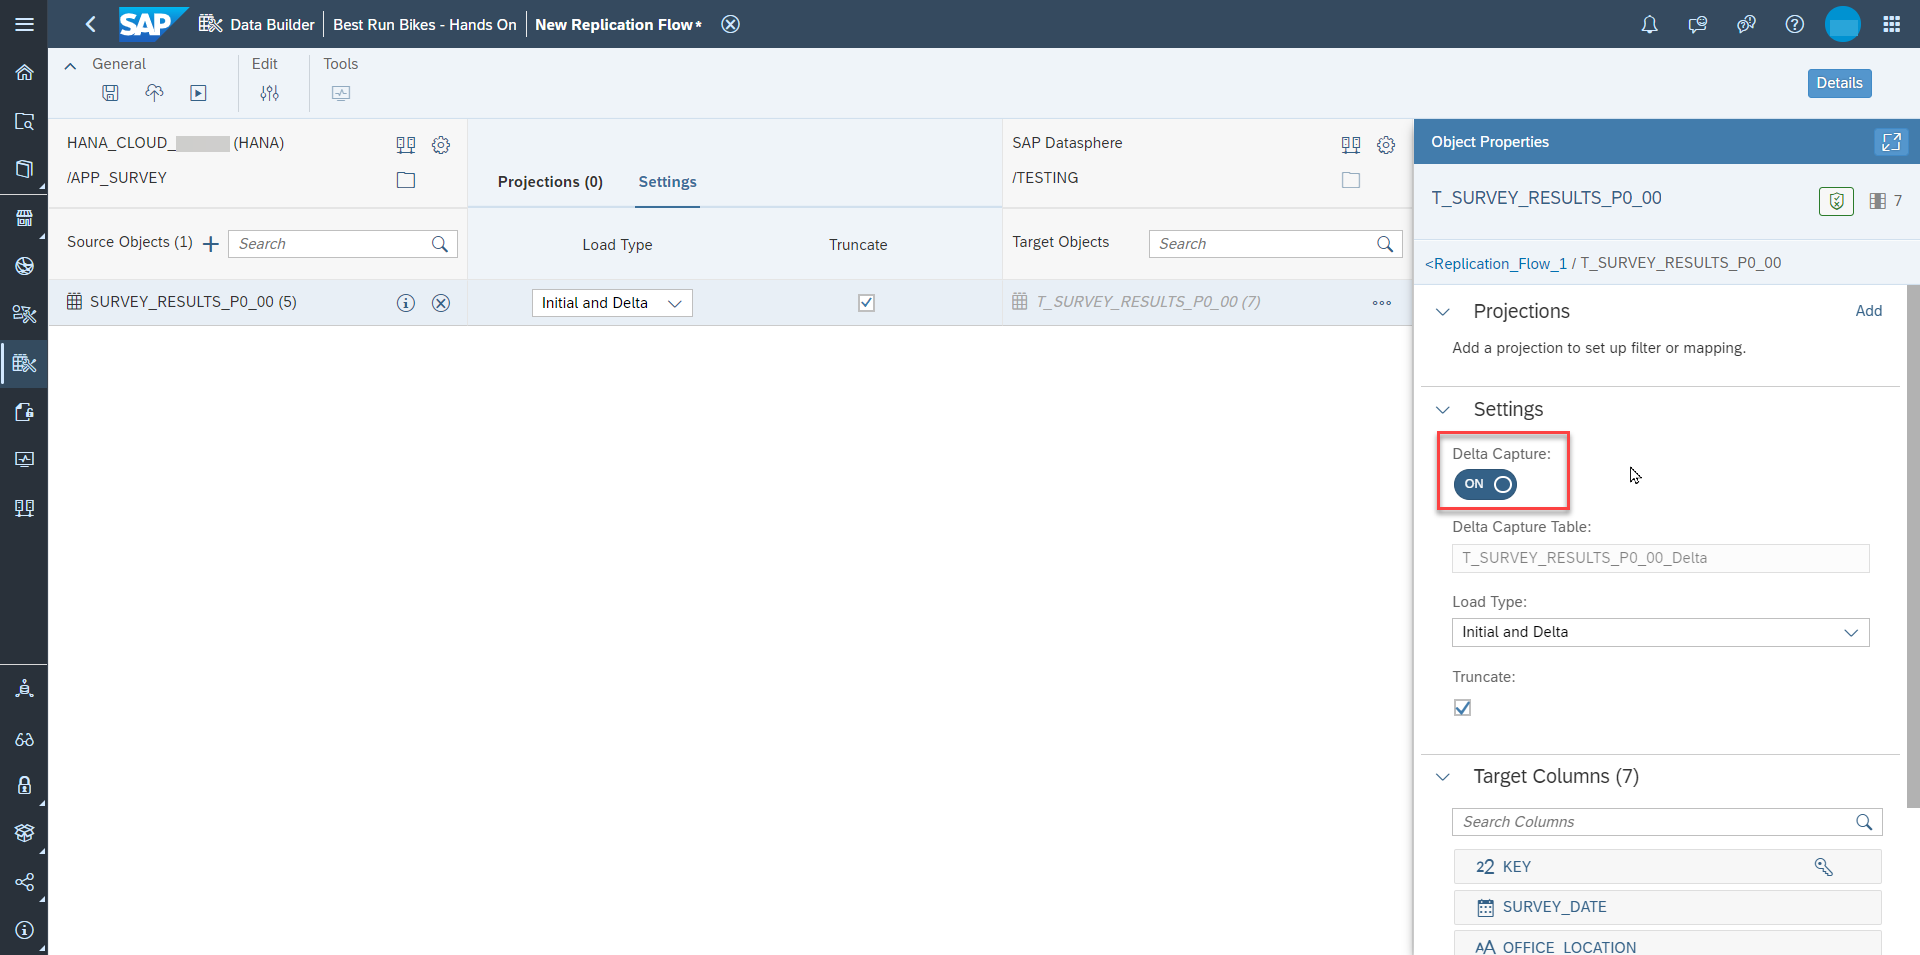 SAP Data Builder Best Run Bikes - Hands On New Replication Flow*
General Edit Tools
Details
HANA_CLOUD_ (HANA)
/APP_SURVEY
Projections (0) Settings
SAP Datasphere
/TESTING
Source Objects (1) Search
Load Type Truncate
Target Objects Search
SURVEY_RESULTS_P0_00 (5) Initial and Delta T_SURVEY_RESULTS_P0_00 (7)
Object Properties
T_SURVEY_RESULTS_P0_00 7
<Replication_Flow_1 / T_SURVEY_RESULTS_P0_00
Projections Add
Add a projection to set up filter or mapping.
Settings
Delta Capture:
ON
Delta Capture Table:
T_SURVEY_RESULTS_P0_00_Delta
Load Type:
Initial and Delta
Truncate:
Target Columns (7)
Search Columns
22 KEY
SURVEY_DATE
AA OFFICE_LOCATION